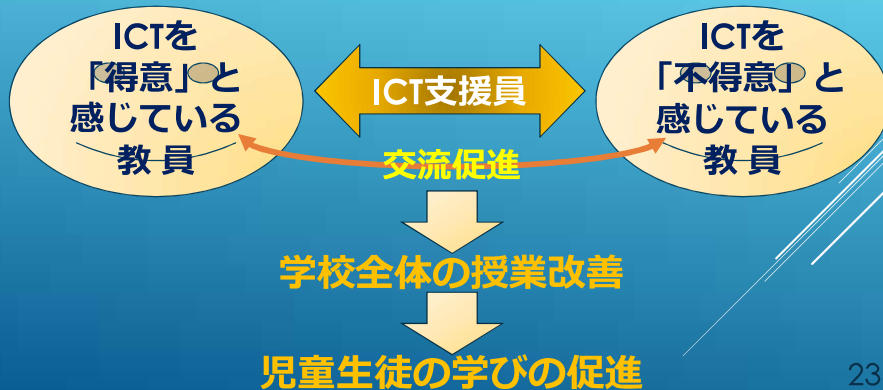 ICTを
「得意」と
感じている
教 員
ICT支援員
ICTを
「不得意」と
感じている
教 員
交流促進
学校全体の授業改善
児童生徒の学びの促進
23